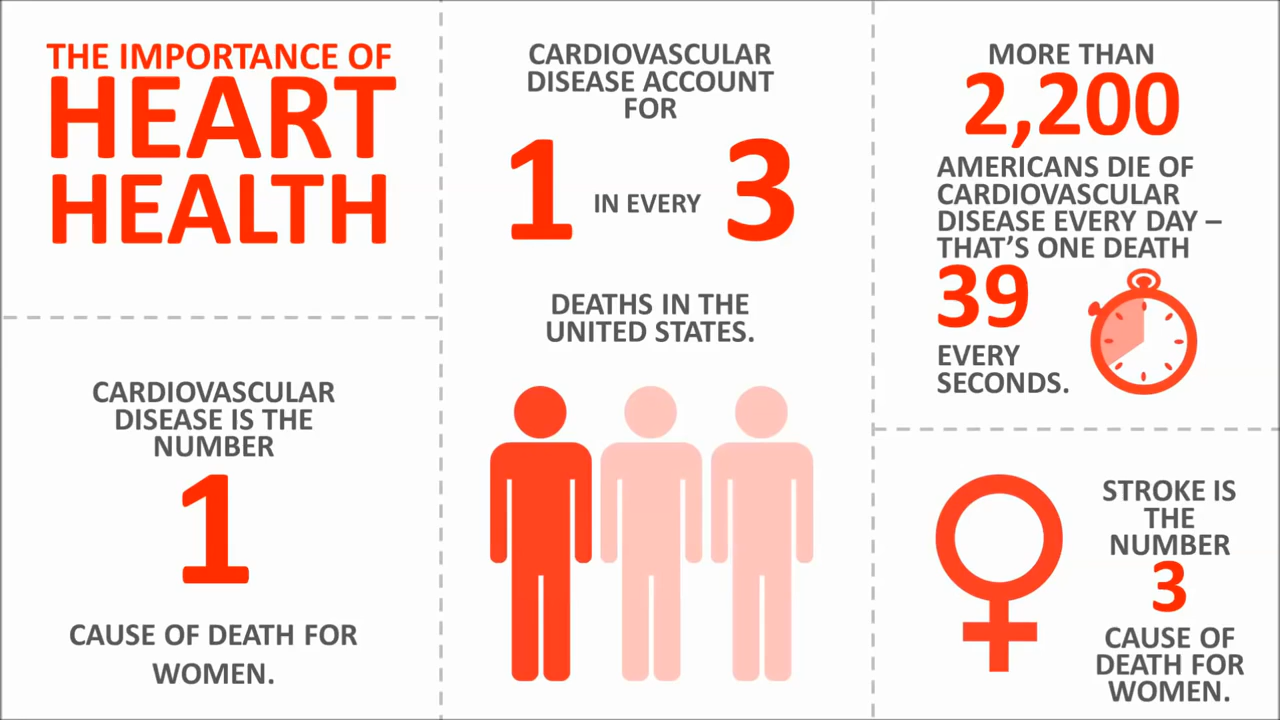 THE IMPORTANCE OF
HEART
HEALTH
CARDIOVASCULAR
DISEASE IS THE
NUMBER
1
CAUSE OF DEATH FOR
WOMEN.
CARDIOVASCULAR
DISEASE ACCOUNT
FOR
1 IN EVERY 3
DEATHS IN THE
UNITED STATES.
MORE THAN
2,200
AMERICANS DIE OF
CARDIOVASCULAR
DISEASE EVERY DAY –
THAT'S ONE DEATH
39
EVERY
SECONDS.
STROKE IS
THE
NUMBER
3
CAUSE OF
DEATH FOR
WOMEN.